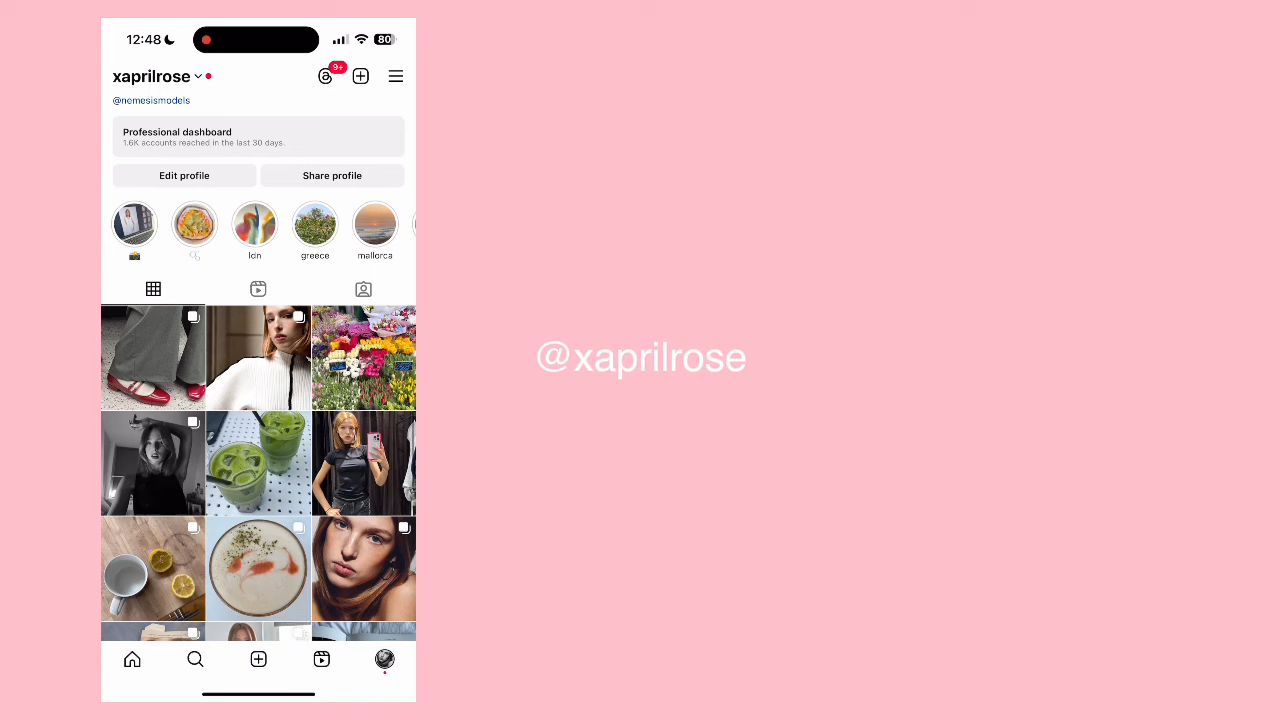 12:48
80
xaprilrose
9+
@nemesismodels
Professional dashboard
1.6K accounts reached in the last 30 days.
Edit profile
Share profile
ldn
greece
mallorca
@xaprilrose